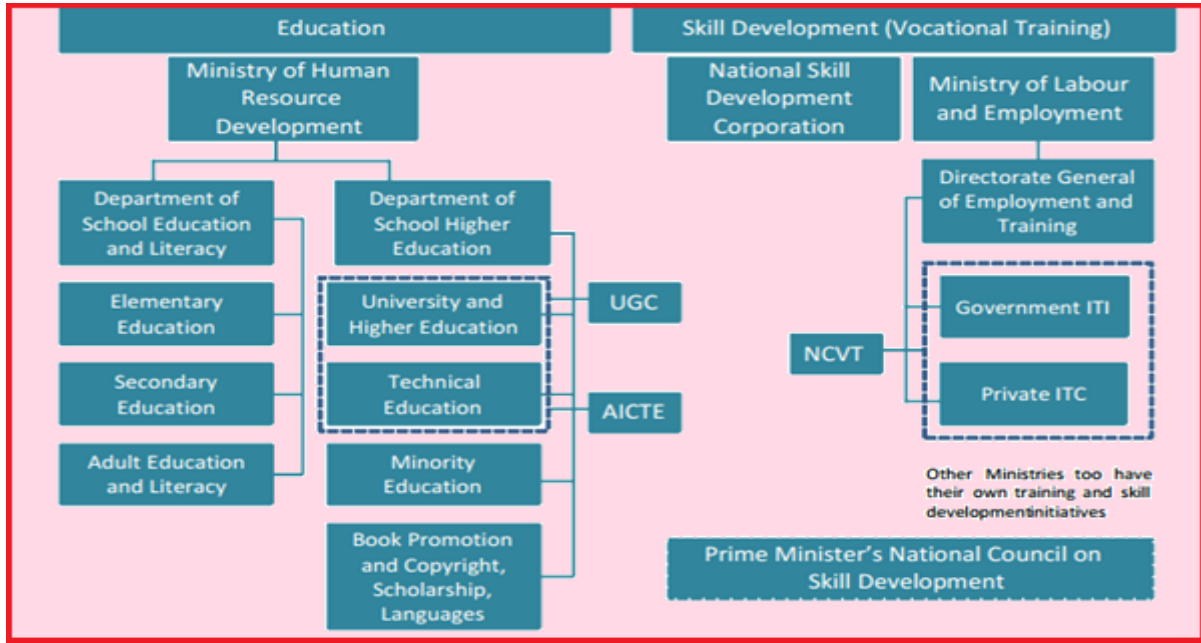 Education
Skill Development (Vocational Training)
Ministry of Human
Resource
Development
National Skill
Development
Corporation
Ministry of Labour
and Employment
Department of
School Education
and Literacy
Department of
School Higher
Education
Directorate General
of Employment and
Training
Elementary
Education
University and
Higher Education
UGC
Government ITI
NCVT
Secondary
Education
Technical
Education
AICTE
Private ITC
Adult Education
and Literacy
Minority
Education
Other Ministries too have
their own training and skill
developmentinitiatives
Book Promotion
and Copyright,
Scholarship,
Languages
Prime Minister's National Council on
Skill Development